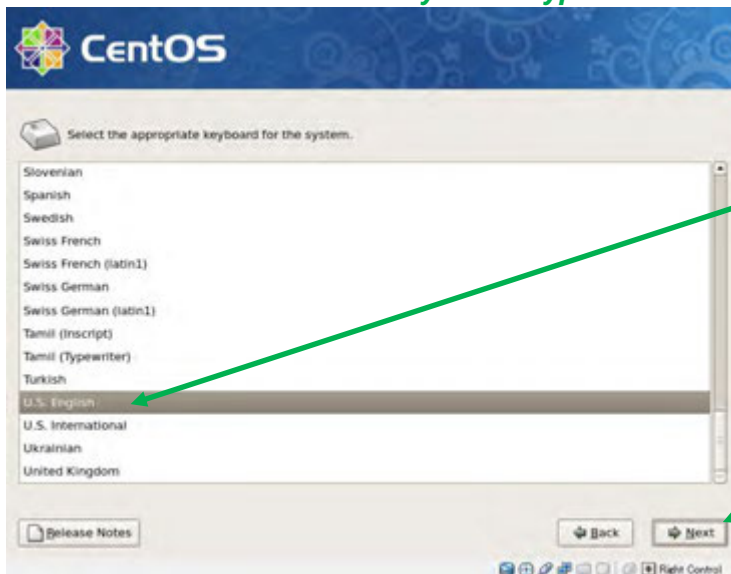 CentOS
Select the appropriate keyboard for the system.
Slovenian
Spanish
Swedish
Swiss French
Swiss French (latin1)
Swiss German
Swiss German (latin1)
Tamil (Inscript)
Tamil (Typewriter)
Turkish
U.S. English
U.S. International
Ukrainian
United Kingdom
Release Notes
Back
Next
Right Control